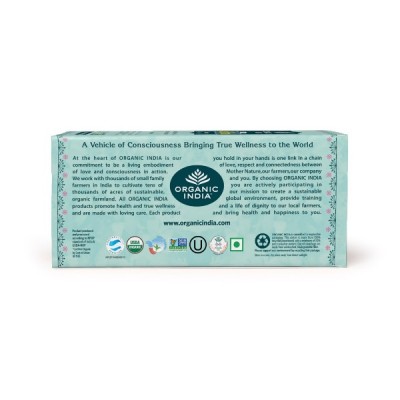 A Vehicle of Consciousness Bringing True Wellness to the World
At the heart of ORGANIC INDIA is our
commitment to be a living embodiment
of love and consciousness in action.
We work with thousands of small family
farmers in India to cultivate tens of
thousands of acres of sustainable,
organic farmland. All ORGANIC INDIA
products promote health and true wellness
and are made with loving care. Each product
ORGANIC
INDIA
you hold in your hands is one link in a chain
of love, respect and connectedness between
Mother Nature, our farmers, our company
and you. By choosing ORGANIC INDIA
you are actively participating in
our mission to create a sustainable
global environment, provide training
and a life of dignity to our local farmers,
and bring health and happiness to you.
www.organicindia.com
USDA
ORGANIC
U